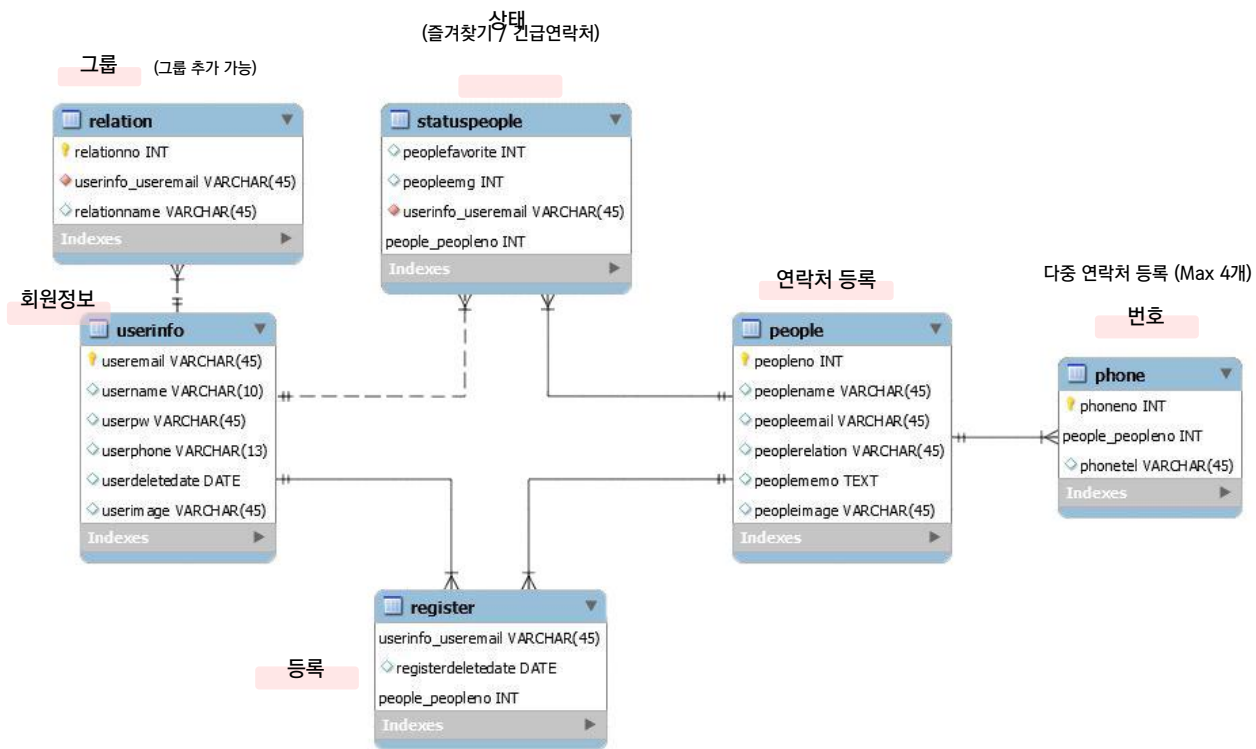 상태
(즐겨찾기 / 긴급연락처)
그룹
(그룹 추가 가능)
relation
relationno INT
userinfo_useremail VARCHAR(45)
relationname VARCHAR(45)
Indexes
statuspeople
peoplefavorite INT
peopleemg INT
userinfo_useremail VARCHAR(45)
people_peopleno INT
Indexes
회원정보
userinfo
useremail VARCHAR(45)
username VARCHAR(10)
userpw VARCHAR(45)
userphone VARCHAR(13)
userdeletedate DATE
userimage VARCHAR(45)
Indexes
연락처 등록
people
peopleno INT
peoplename VARCHAR(45)
peopleemail VARCHAR(45)
peoplerelation VARCHAR(45)
peoplememo TEXT
peopleimage VARCHAR(45)
Indexes
다중 연락처 등록 (Max 4개)
번호
phone
phoneno INT
people_peopleno INT
phonetel VARCHAR(45)
Indexes
등록
register
userinfo_useremail VARCHAR(45)
registerdeletedate DATE
people_peopleno INT
Indexes